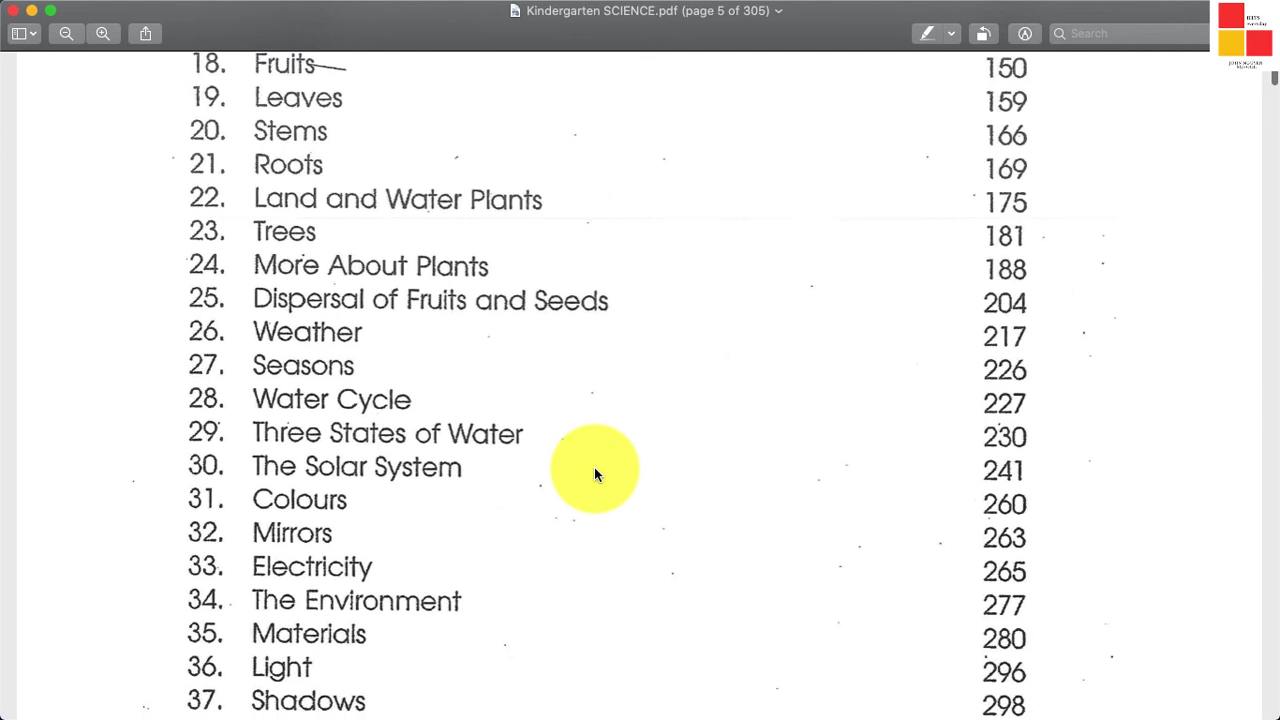 Kindergarten SCIENCE.pdf (page 5 of 305)
Search
18. Fruits 150
19. Leaves 159
20. Stems 166
21. Roots 169
22. Land and Water Plants 175
23. Trees 181
24. More About Plants 188
25. Dispersal of Fruits and Seeds 204
26. Weather 217
27. Seasons 226
28. Water Cycle 227
29. Three States of Water 230
30. The Solar System 241
31. Colours 260
32. Mirrors 263
33. Electricity 265
34. The Environment 277
35. Materials 280
36. Light 296
37. Shadows 298